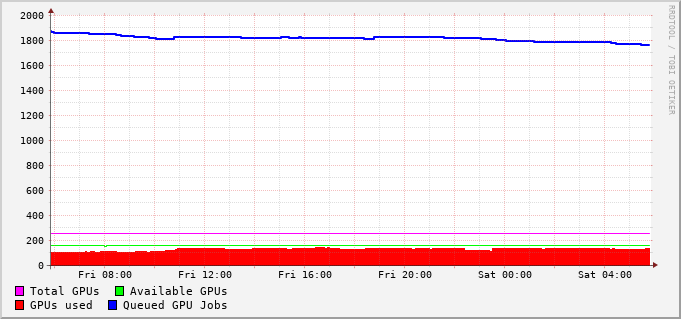 2000
1800
1600
1400
1200
1000
800
600
400
200
0
Fri 08:00 Fri 12:00 Fri 16:00 Fri 20:00 Sat 00:00 Sat 04:00
Total GPUs Available GPUs
GPUs used Queued GPU Jobs
RRDTOOL / TOBI OETIKER